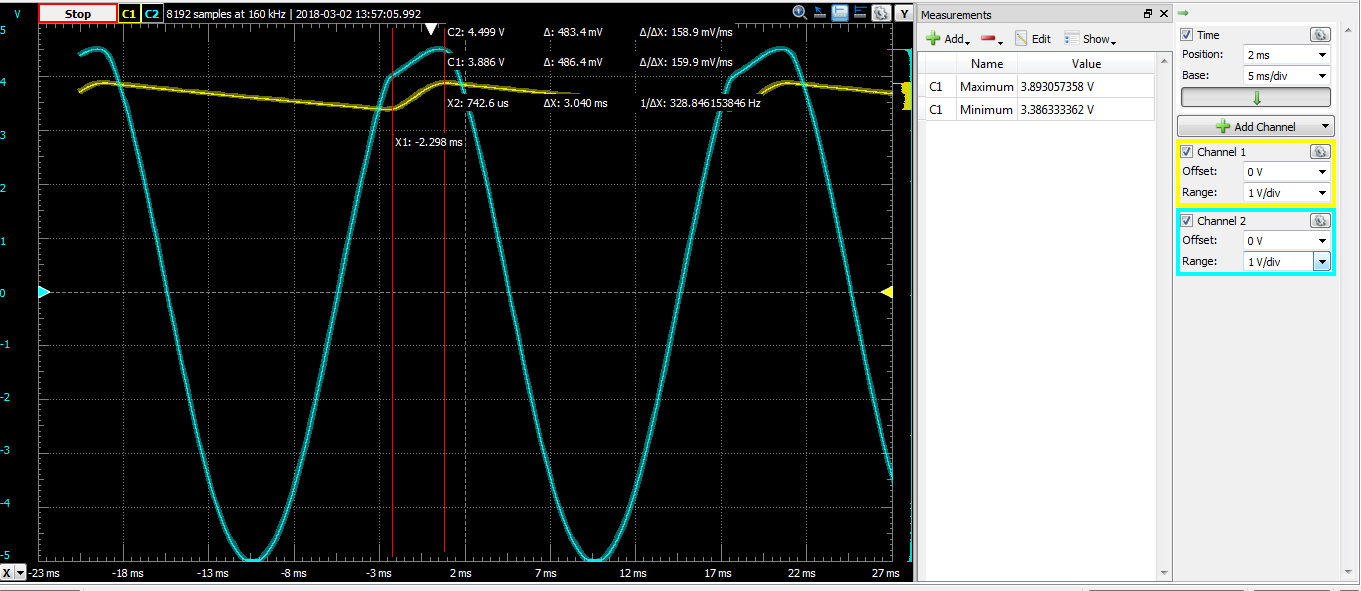 V Stop C1 C2 8192 samples at 160 kHz | 2018-03-02 13:57:05.992 Y
5
4
3
2
1
0
-1
-2
-3
-4
-5
C2: 4.499 V Δ: 483.4 mV Δ/ΔX: 158.9 mV/ms
C1: 3.886 V Δ: 486.4 mV Δ/ΔX: 159.9 mV/ms
X2: 742.6 us ΔX: 3.040 ms 1/ΔX: 328.846153846 Hz
X1: -2.298 ms
X -23 ms -18 ms -13 ms -8 ms -3 ms 2 ms 7 ms 12 ms 17 ms 22 ms 27 ms
Measurements
Add Edit Show
Name Value
C1 Maximum 3.893057358 V
C1 Minimum 3.386333362 V
Time
Position: 2 ms
Base: 5 ms/div
Add Channel
Channel 1
Offset: 0 V
Range: 1 V/div
Channel 2
Offset: 0 V
Range: 1 V/div